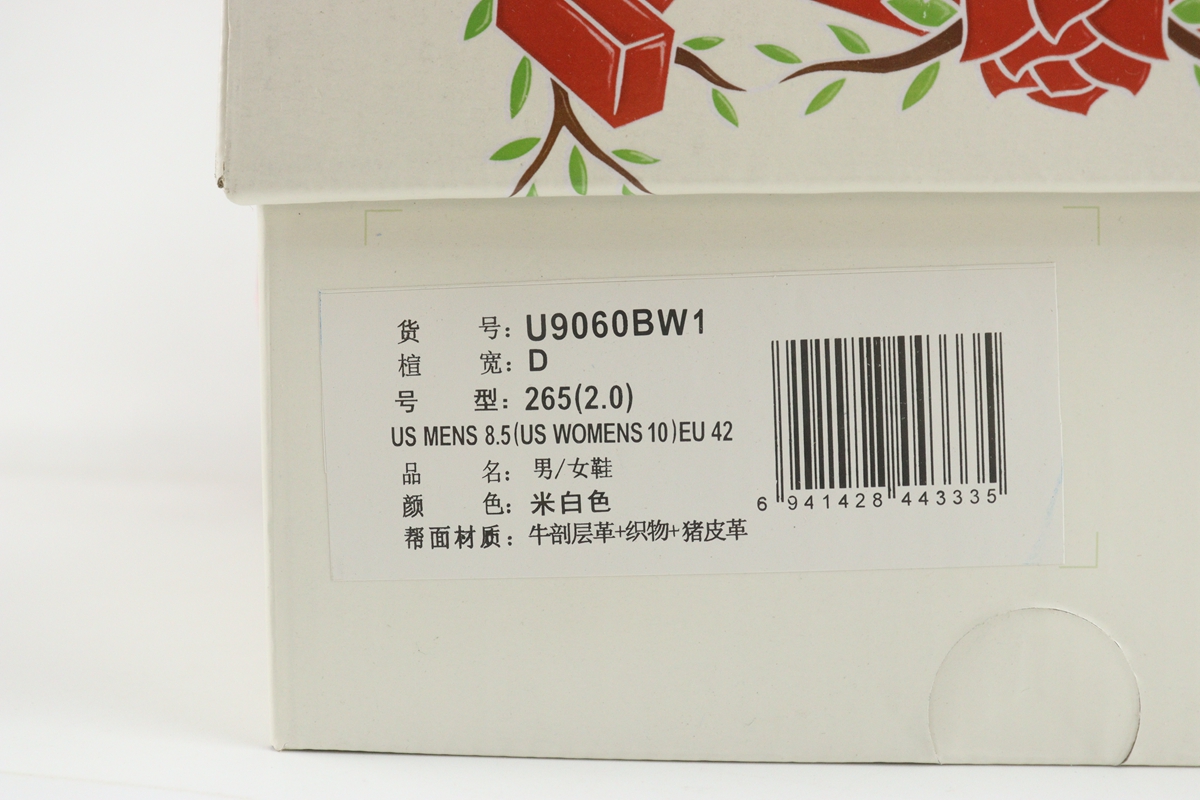 货 号：U9060BW1
楦 宽：D
号 型：265(2.0)
US MENS 8.5(US WOMENS 10)EU 42
品 名：男/女鞋
颜 色：米白色
帮面材质：牛剖层革+织物+猪皮革
6 941428 443335